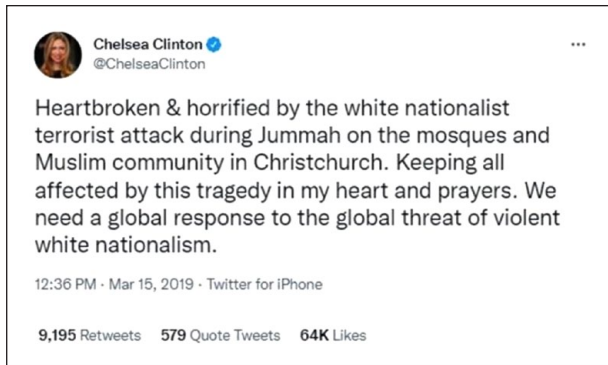 Chelsea Clinton
@ChelseaClinton
Heartbroken & horrified by the white nationalist
terrorist attack during Jummah on the mosques and
Muslim community in Christchurch. Keeping all
affected by this tragedy in my heart and prayers. We
need a global response to the global threat of violent
white nationalism.
12:36 PM · Mar 15, 2019 · Twitter for iPhone
9,195 Retweets 579 Quote Tweets 64K Likes